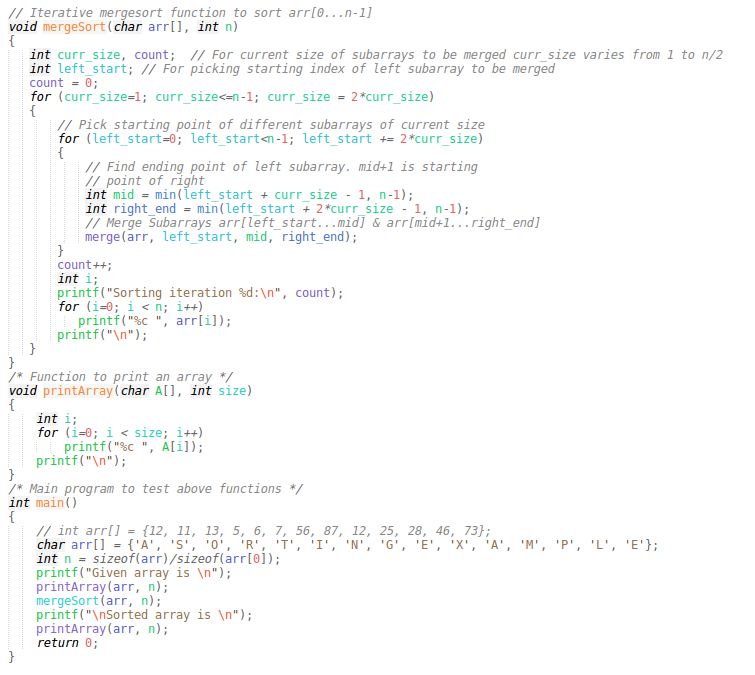 // Iterative mergesort function to sort arr[0...n-1]
void mergeSort(char arr[], int n)
{
   int curr_size, count;  // For current size of subarrays to be merged curr_size varies from 1 to n/2
   int left_start; // For picking starting index of left subarray to be merged
   count = 0;
   for (curr_size=1; curr_size<=n-1; curr_size = 2*curr_size)
   {
       // Pick starting point of different subarrays of current size
       for (left_start=0; left_start<n-1; left_start += 2*curr_size)
       {
           // Find ending point of left subarray. mid+1 is starting
           // point of right
           int mid = min(left_start + curr_size - 1, n-1);
           int right_end = min(left_start + 2*curr_size - 1, n-1);
           // Merge Subarrays arr[left_start...mid] & arr[mid+1...right_end]
           merge(arr, left_start, mid, right_end);
       }
       count++;
       int i;
       printf("Sorting iteration %d:\n", count);
       for (i=0; i < n; i++)
          printf("%c ", arr[i]);
       printf("\n");
   }
}
/* Function to print an array */
void printArray(char A[], int size)
{
    int i;
    for (i=0; i < size; i++)
        printf("%c ", A[i]);
    printf("\n");
}
/* Main program to test above functions */
int main()
{
    // int arr[] = {12, 11, 13, 5, 6, 7, 56, 87, 12, 25, 28, 46, 73};
    char arr[] = {'A', 'S', 'O', 'R', 'T', 'I', 'N', 'G', 'E', 'X', 'A', 'M', 'P', 'L', 'E'};
    int n = sizeof(arr)/sizeof(arr[0]);
    printf("Given array is \n");
    printArray(arr, n);
    mergeSort(arr, n);
    printf("\nSorted array is \n");
    printArray(arr, n);
    return 0;
}